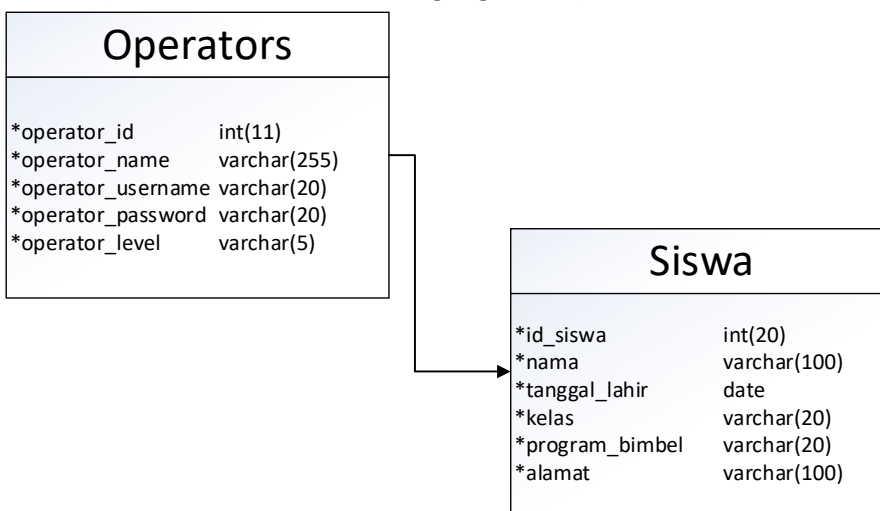 Operators
*operator_id int(11)
*operator_name varchar(255)
*operator_username varchar(20)
*operator_password varchar(20)
*operator_level varchar(5)
Siswa
*id_siswa int(20)
*nama varchar(100)
*tanggal_lahir date
*kelas varchar(20)
*program_bimbel varchar(20)
*alamat varchar(100)